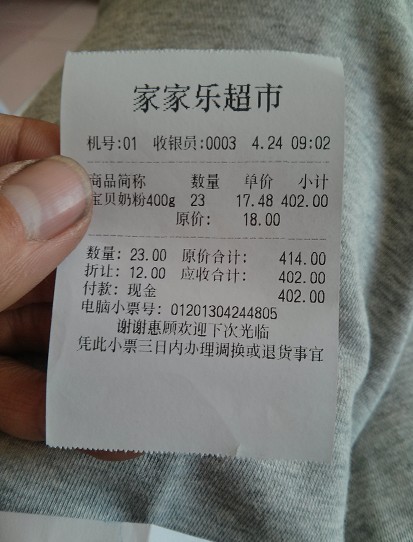 家家乐超市
机号:01 收银员:0003 4.24 09:02
商品简称 数量 单价 小计
宝贝奶粉400g 23 17.48 402.00
原价: 18.00
数量: 23.00 原价合计: 414.00
折让: 12.00 应收合计: 402.00
付款: 现金 402.00
电脑小票号: 01201304244805
谢谢惠顾欢迎下次光临
凭此小票三日内办理调换或退货事宜